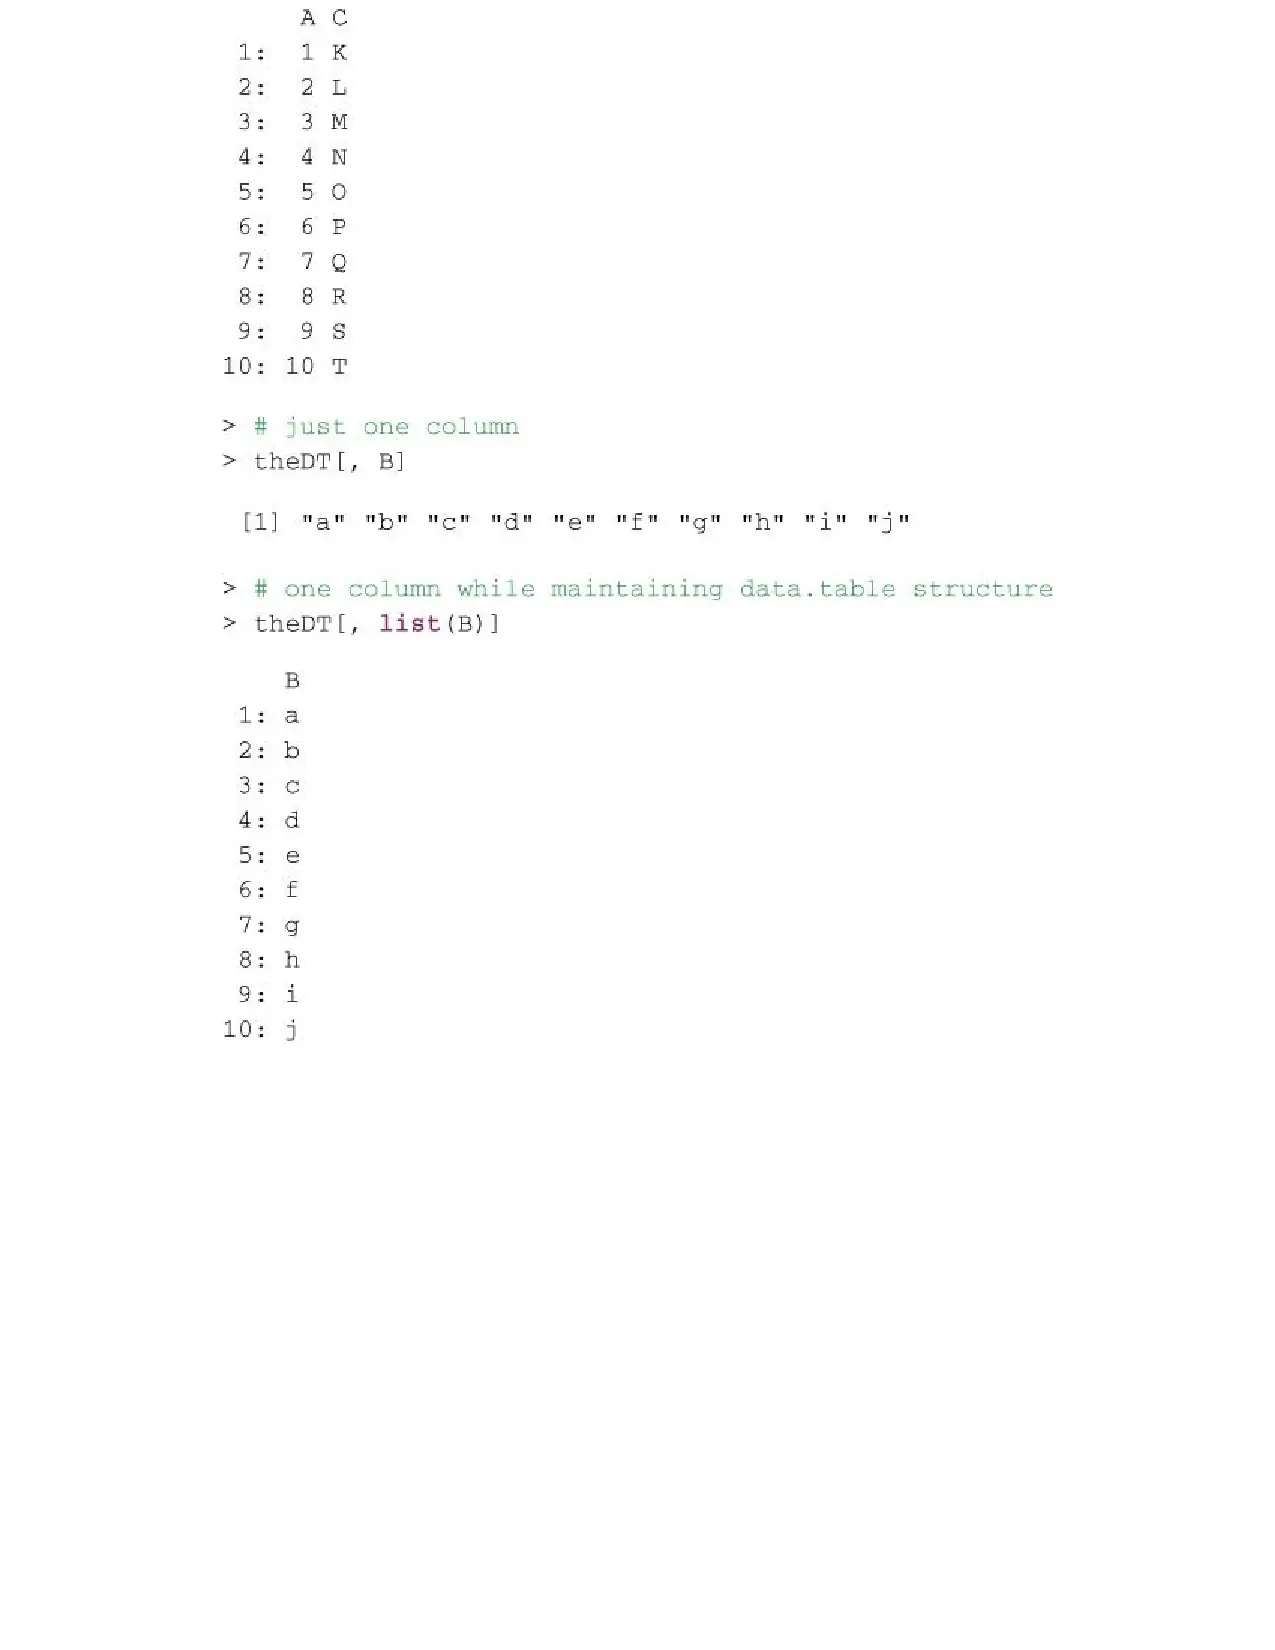 A C
 1:  1 K
 2:  2 L
 3:  3 M
 4:  4 N
 5:  5 O
 6:  6 P
 7:  7 Q
 8:  8 R
 9:  9 S
10: 10 T
> # just one column
> theDT[, B]
 [1] "a" "b" "c" "d" "e" "f" "g" "h" "i" "j"
> # one column while maintaining data.table structure
> theDT[, list(B)]
    B
 1: a
 2: b
 3: c
 4: d
 5: e
 6: f
 7: g
 8: h
 9: i
10: j